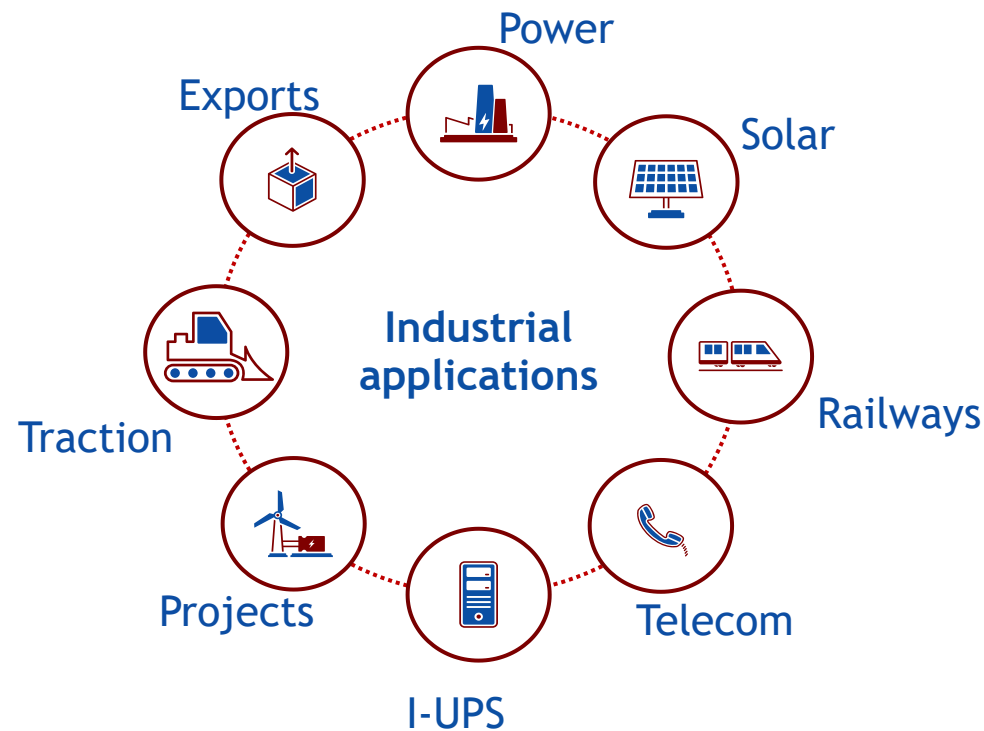 Power
Exports
Solar
Industrial
applications
Railways
Traction
Projects
Telecom
I-UPS